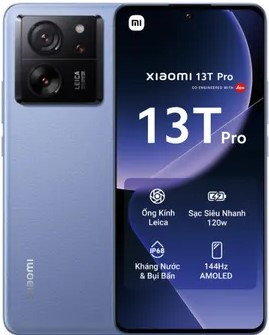 LEICA
xiaomi
xiaomi 13T Pro
CO-ENGINEERED WITH Leica
13T Pro
Ống Kính
Leica
Sạc Siêu Nhanh
120w
IP68
Kháng Nước
& Bụi Bẩn
144Hz
AMOLED